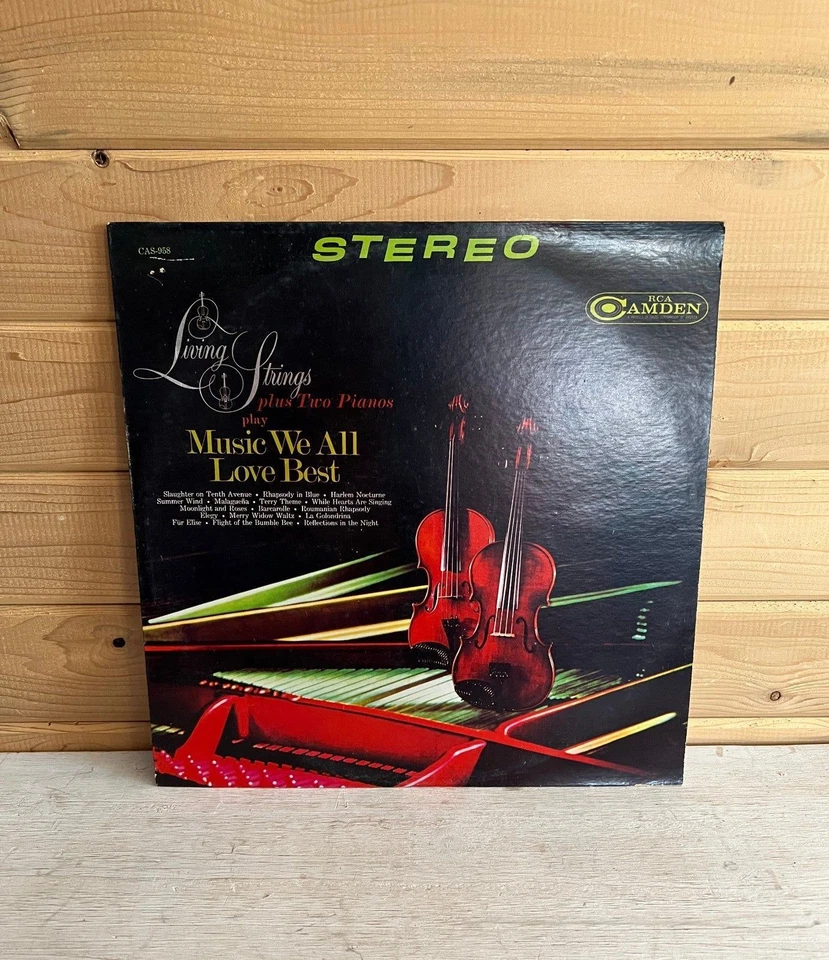 CAS-958
STEREO
RCA
CAMDEN
Living Strings
plus Two Pianos
play
Music We All
Love Best
Slaughter on Tenth Avenue • Rhapsody in Blue • Harlem Nocturne
Summer Wind • Malagueña • Terry Theme • While Hearts Are Singing
Moonlight and Roses • Barcarolle • Roumanian Rhapsody
Elegy • Merry Widow Waltz • La Golondrina
Für Elise • Flight of the Bumble Bee • Reflections in the Night